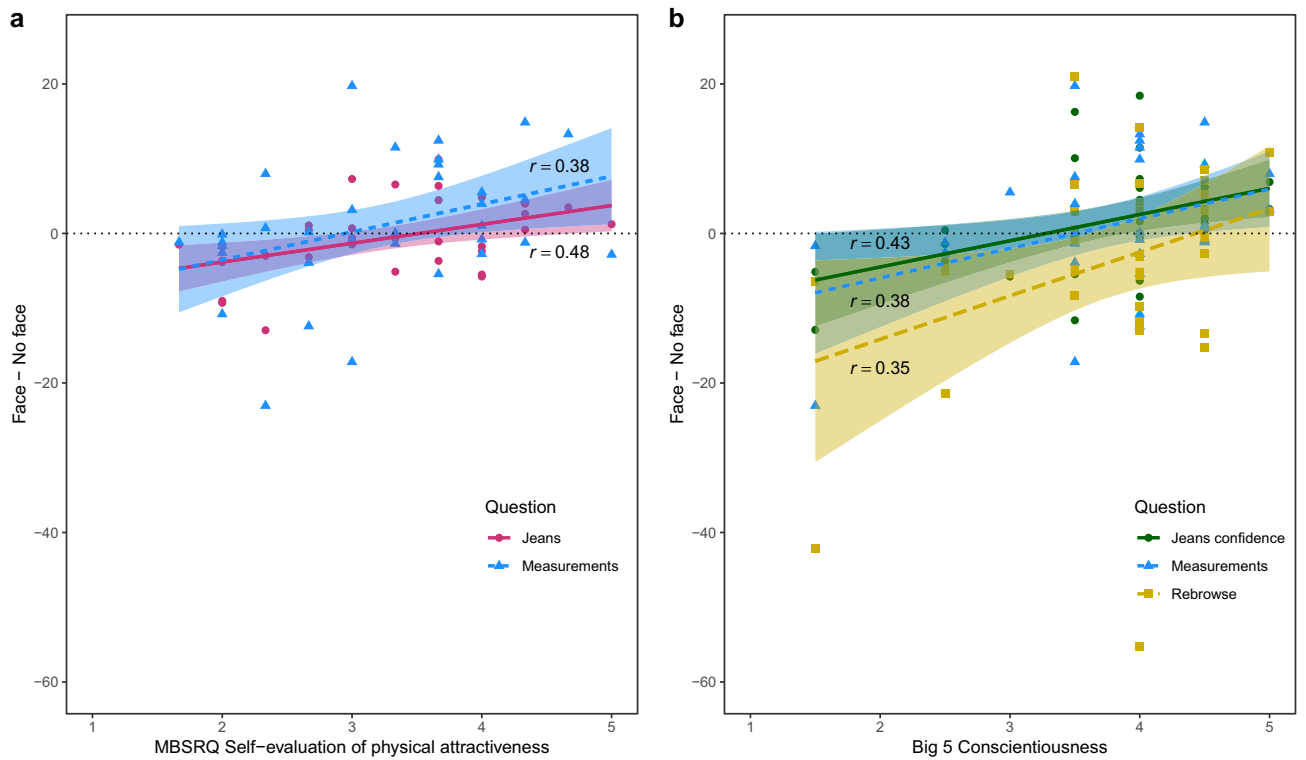 a
Face − No face
20
0
−20
−40
−60
r = 0.38
r = 0.48
Question
Jeans
Measurements
1 2 3 4 5
MBSRQ Self−evaluation of physical attractiveness
b
Face − No face
20
0
−20
−40
−60
r = 0.43
r = 0.38
r = 0.35
Question
Jeans confidence
Measurements
Rebrowse
1 2 3 4 5
Big 5 Conscientiousness